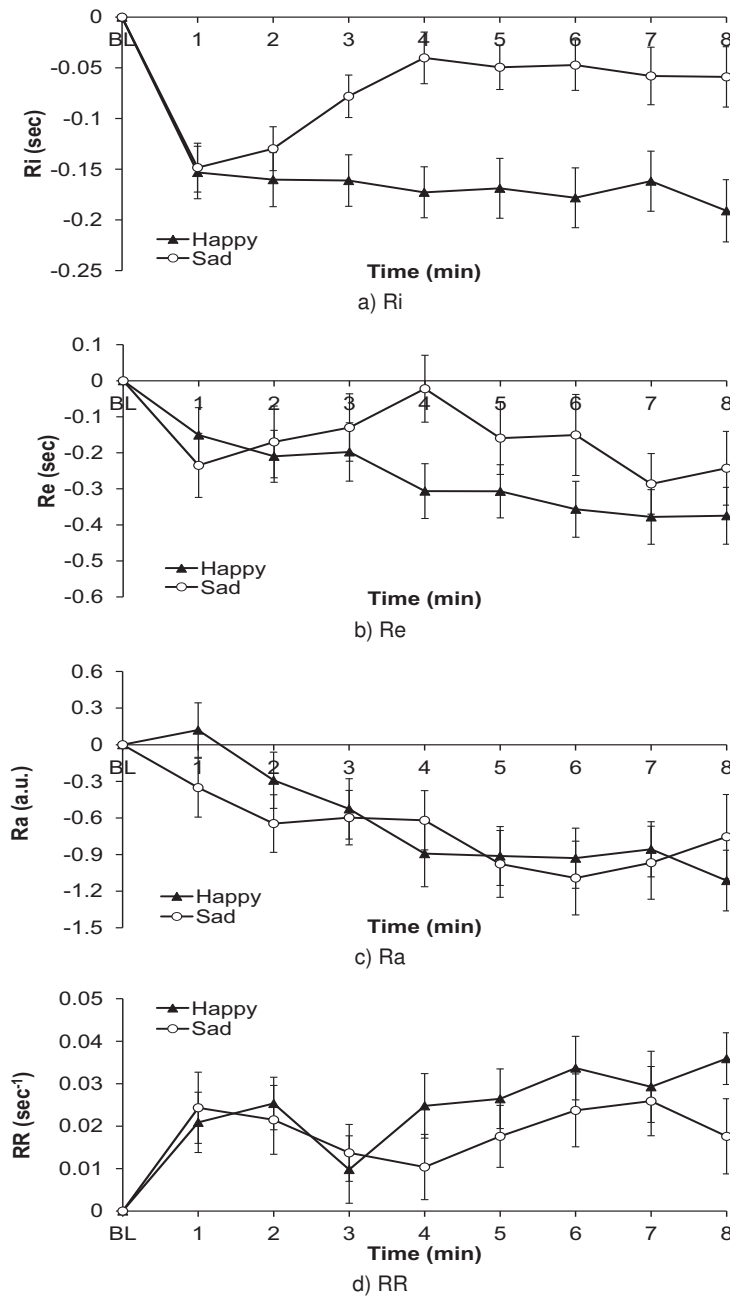 0
BL 1 2 3 4 5 6 7 8
-0.05
-0.1
-0.15
-0.2
-0.25
Ri (sec)
Happy
Sad
Time (min)
a) Ri
0.1
0
BL 1 2 3 4 5 6 7 8
-0.1
-0.2
-0.3
-0.4
-0.5
-0.6
Re (sec)
Happy
Sad
Time (min)
b) Re
0.6
0.3
0
BL 1 2 3 4 5 6 7 8
-0.3
-0.6
-0.9
-1.2
-1.5
Ra (a.u.)
Happy
Sad
Time (min)
c) Ra
0.05
0.04
0.03
0.02
0.01
0
RR (sec⁻¹)
Happy
Sad
BL 1 2 3 4 5 6 7 8
Time (min)
d) RR